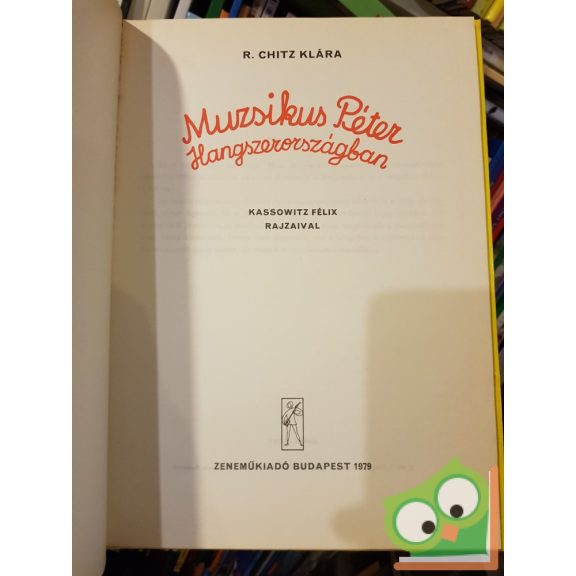 R. CHITZ KLÁRA
Muzsikus Péter
Hangszerországban
KASSOWITZ FÉLIX
RAJZAIVAL
ZENEMŰKIADÓ BUDAPEST 1979